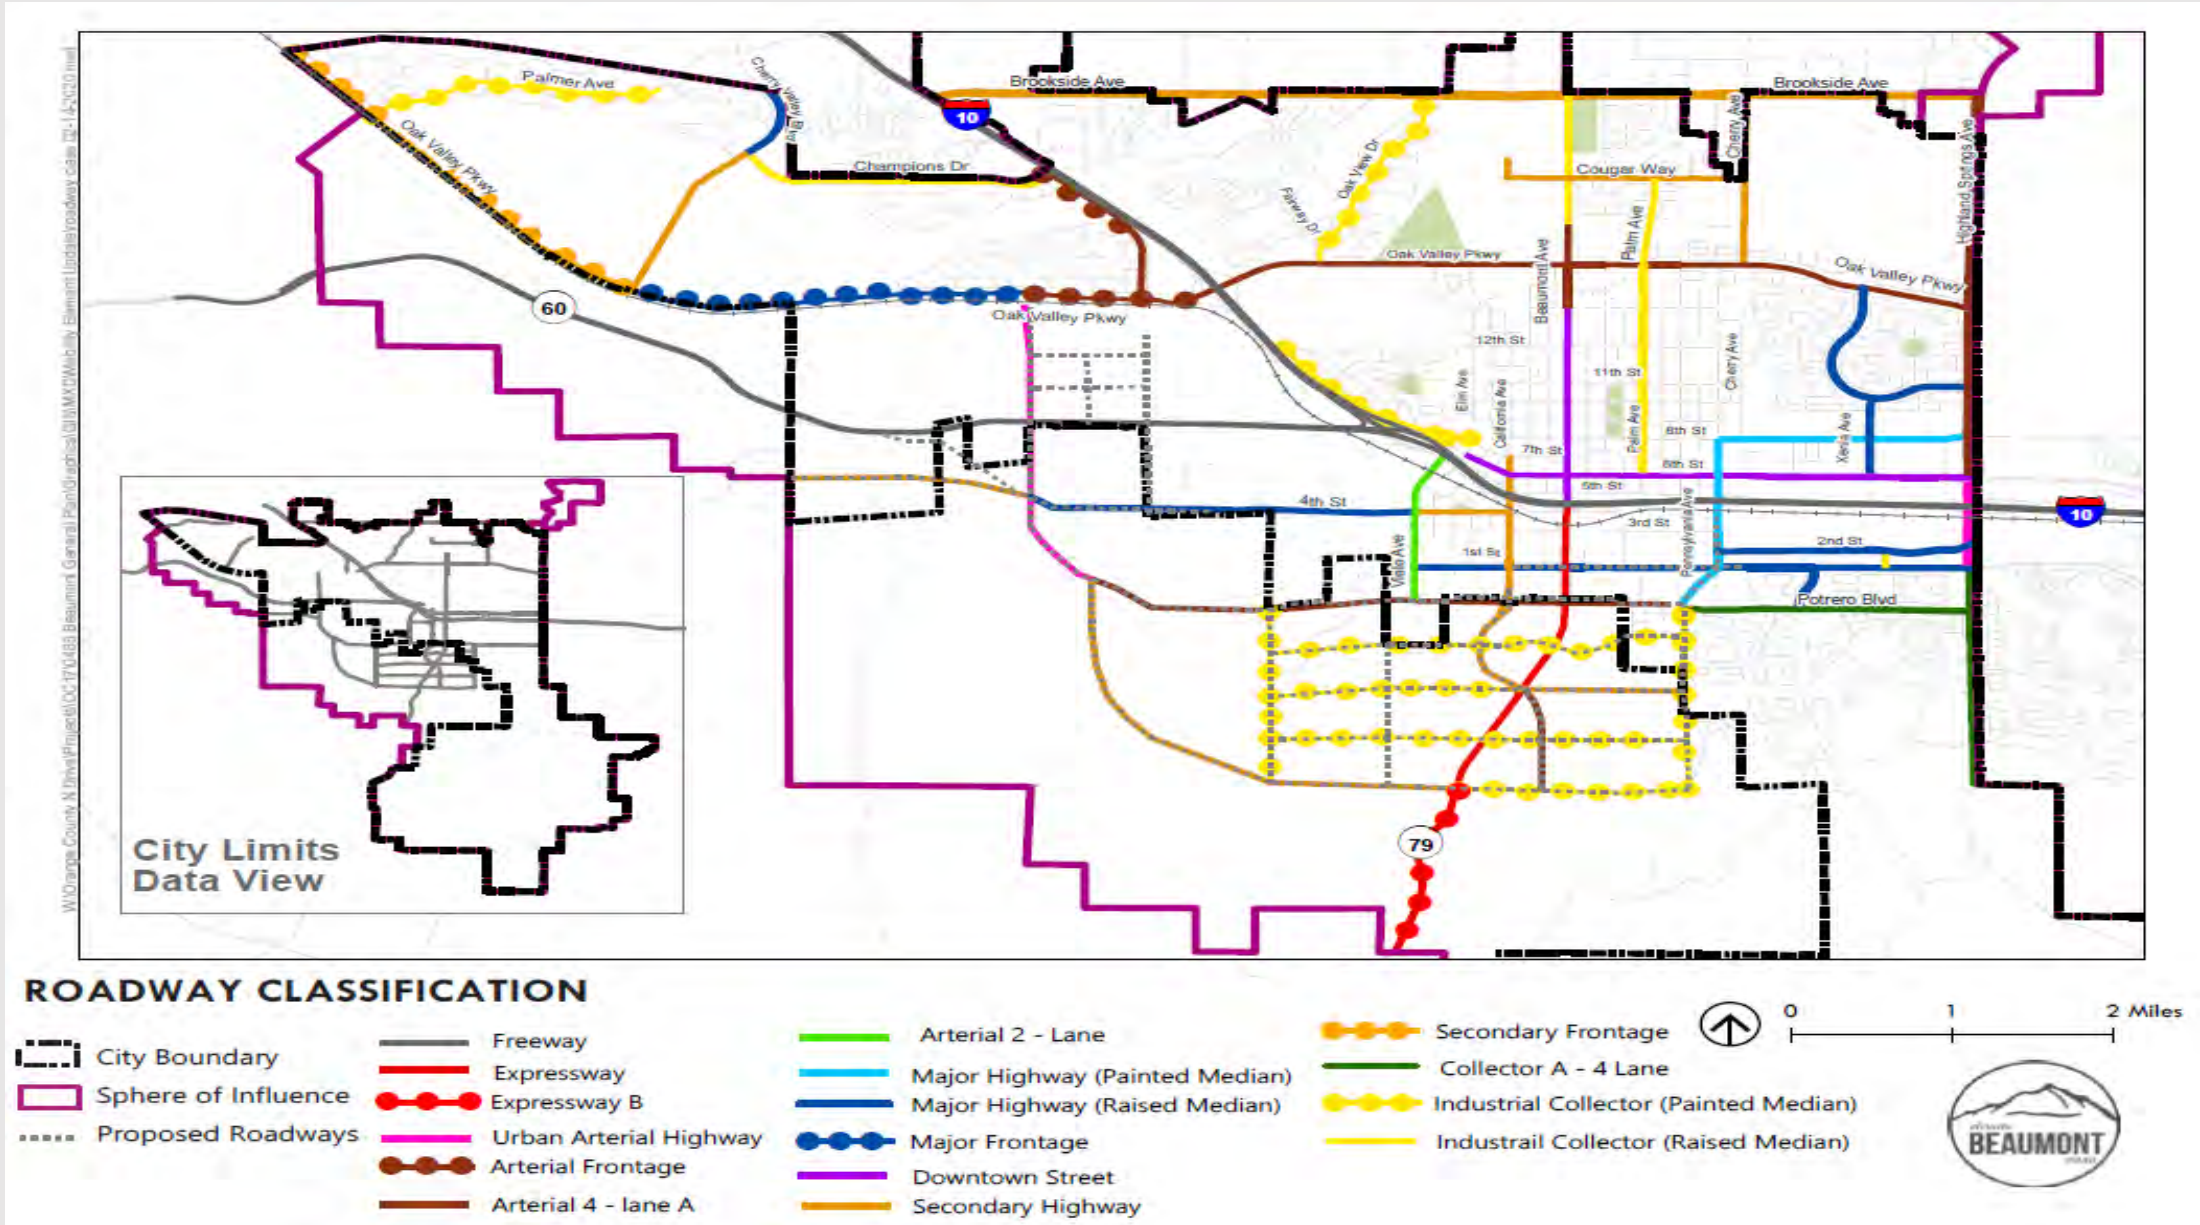 Palmer Ave
Cherry Valley Blvd
Brookside Ave
Brookside Ave
10
Oak Valley Pkwy
Champions Dr
Oak View Dr
Fairway Dr
Cougar Way
Cherry Ave
Highland Springs Ave
Palm Ave
Beaumont Ave
Oak Valley Pkwy
Oak Valley Pkwy
60
Oak Valley Pkwy
12th St
11th St
Cherry Ave
Elm Ave
California Ave
Palm Ave
8th St
Xenia Ave
7th St
6th St
5th St
4th St
3rd St
10
Pennsylvania Ave
2nd St
1st St
Viele Ave
Potrero Blvd
79
City Limits
Data View
ROADWAY CLASSIFICATION
City Boundary
Sphere of Influence
Proposed Roadways
Freeway
Expressway
Expressway B
Urban Arterial Highway
Arterial Frontage
Arterial 4 - lane A
Arterial 2 - Lane
Major Highway (Painted Median)
Major Highway (Raised Median)
Major Frontage
Downtown Street
Secondary Highway
Secondary Frontage
Collector A - 4 Lane
Industrial Collector (Painted Median)
Industrail Collector (Raised Median)
0 1 2 Miles
BEAUMONT